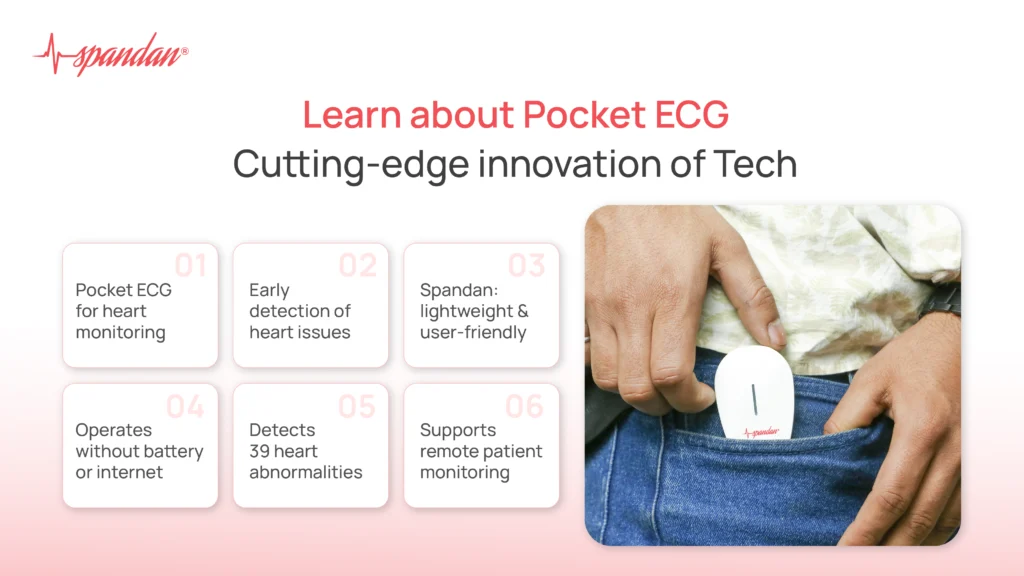 spandan®
Learn about Pocket ECG
Cutting-edge innovation of Tech
01
Pocket ECG
for heart
monitoring
02
Early
detection of
heart issues
03
Spandan:
lightweight &
user-friendly
04
Operates
without battery
or internet
05
Detects
39 heart
abnormalities
06
Supports
remote patient
monitoring
spandan